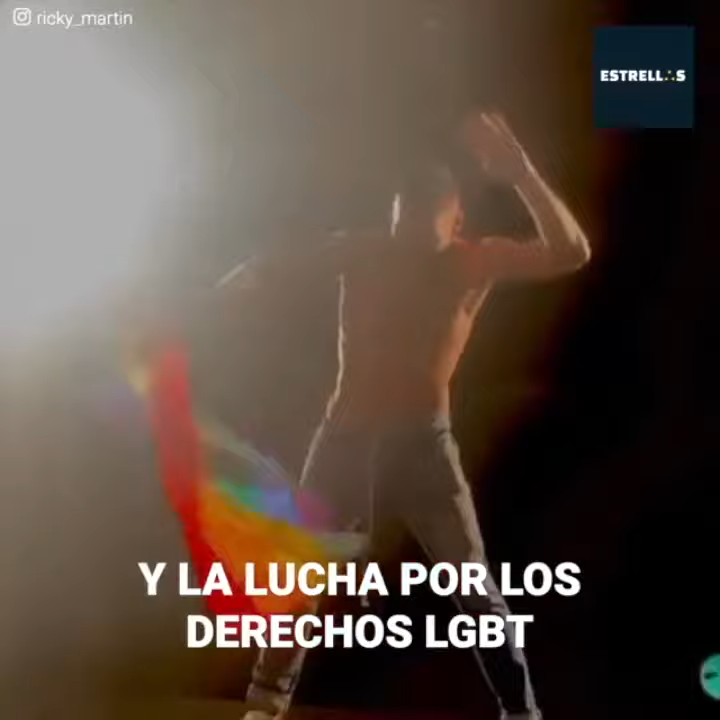 ricky_martin
ESTRELLAS
Y LA LUCHA POR LOS
DERECHOS LGBT